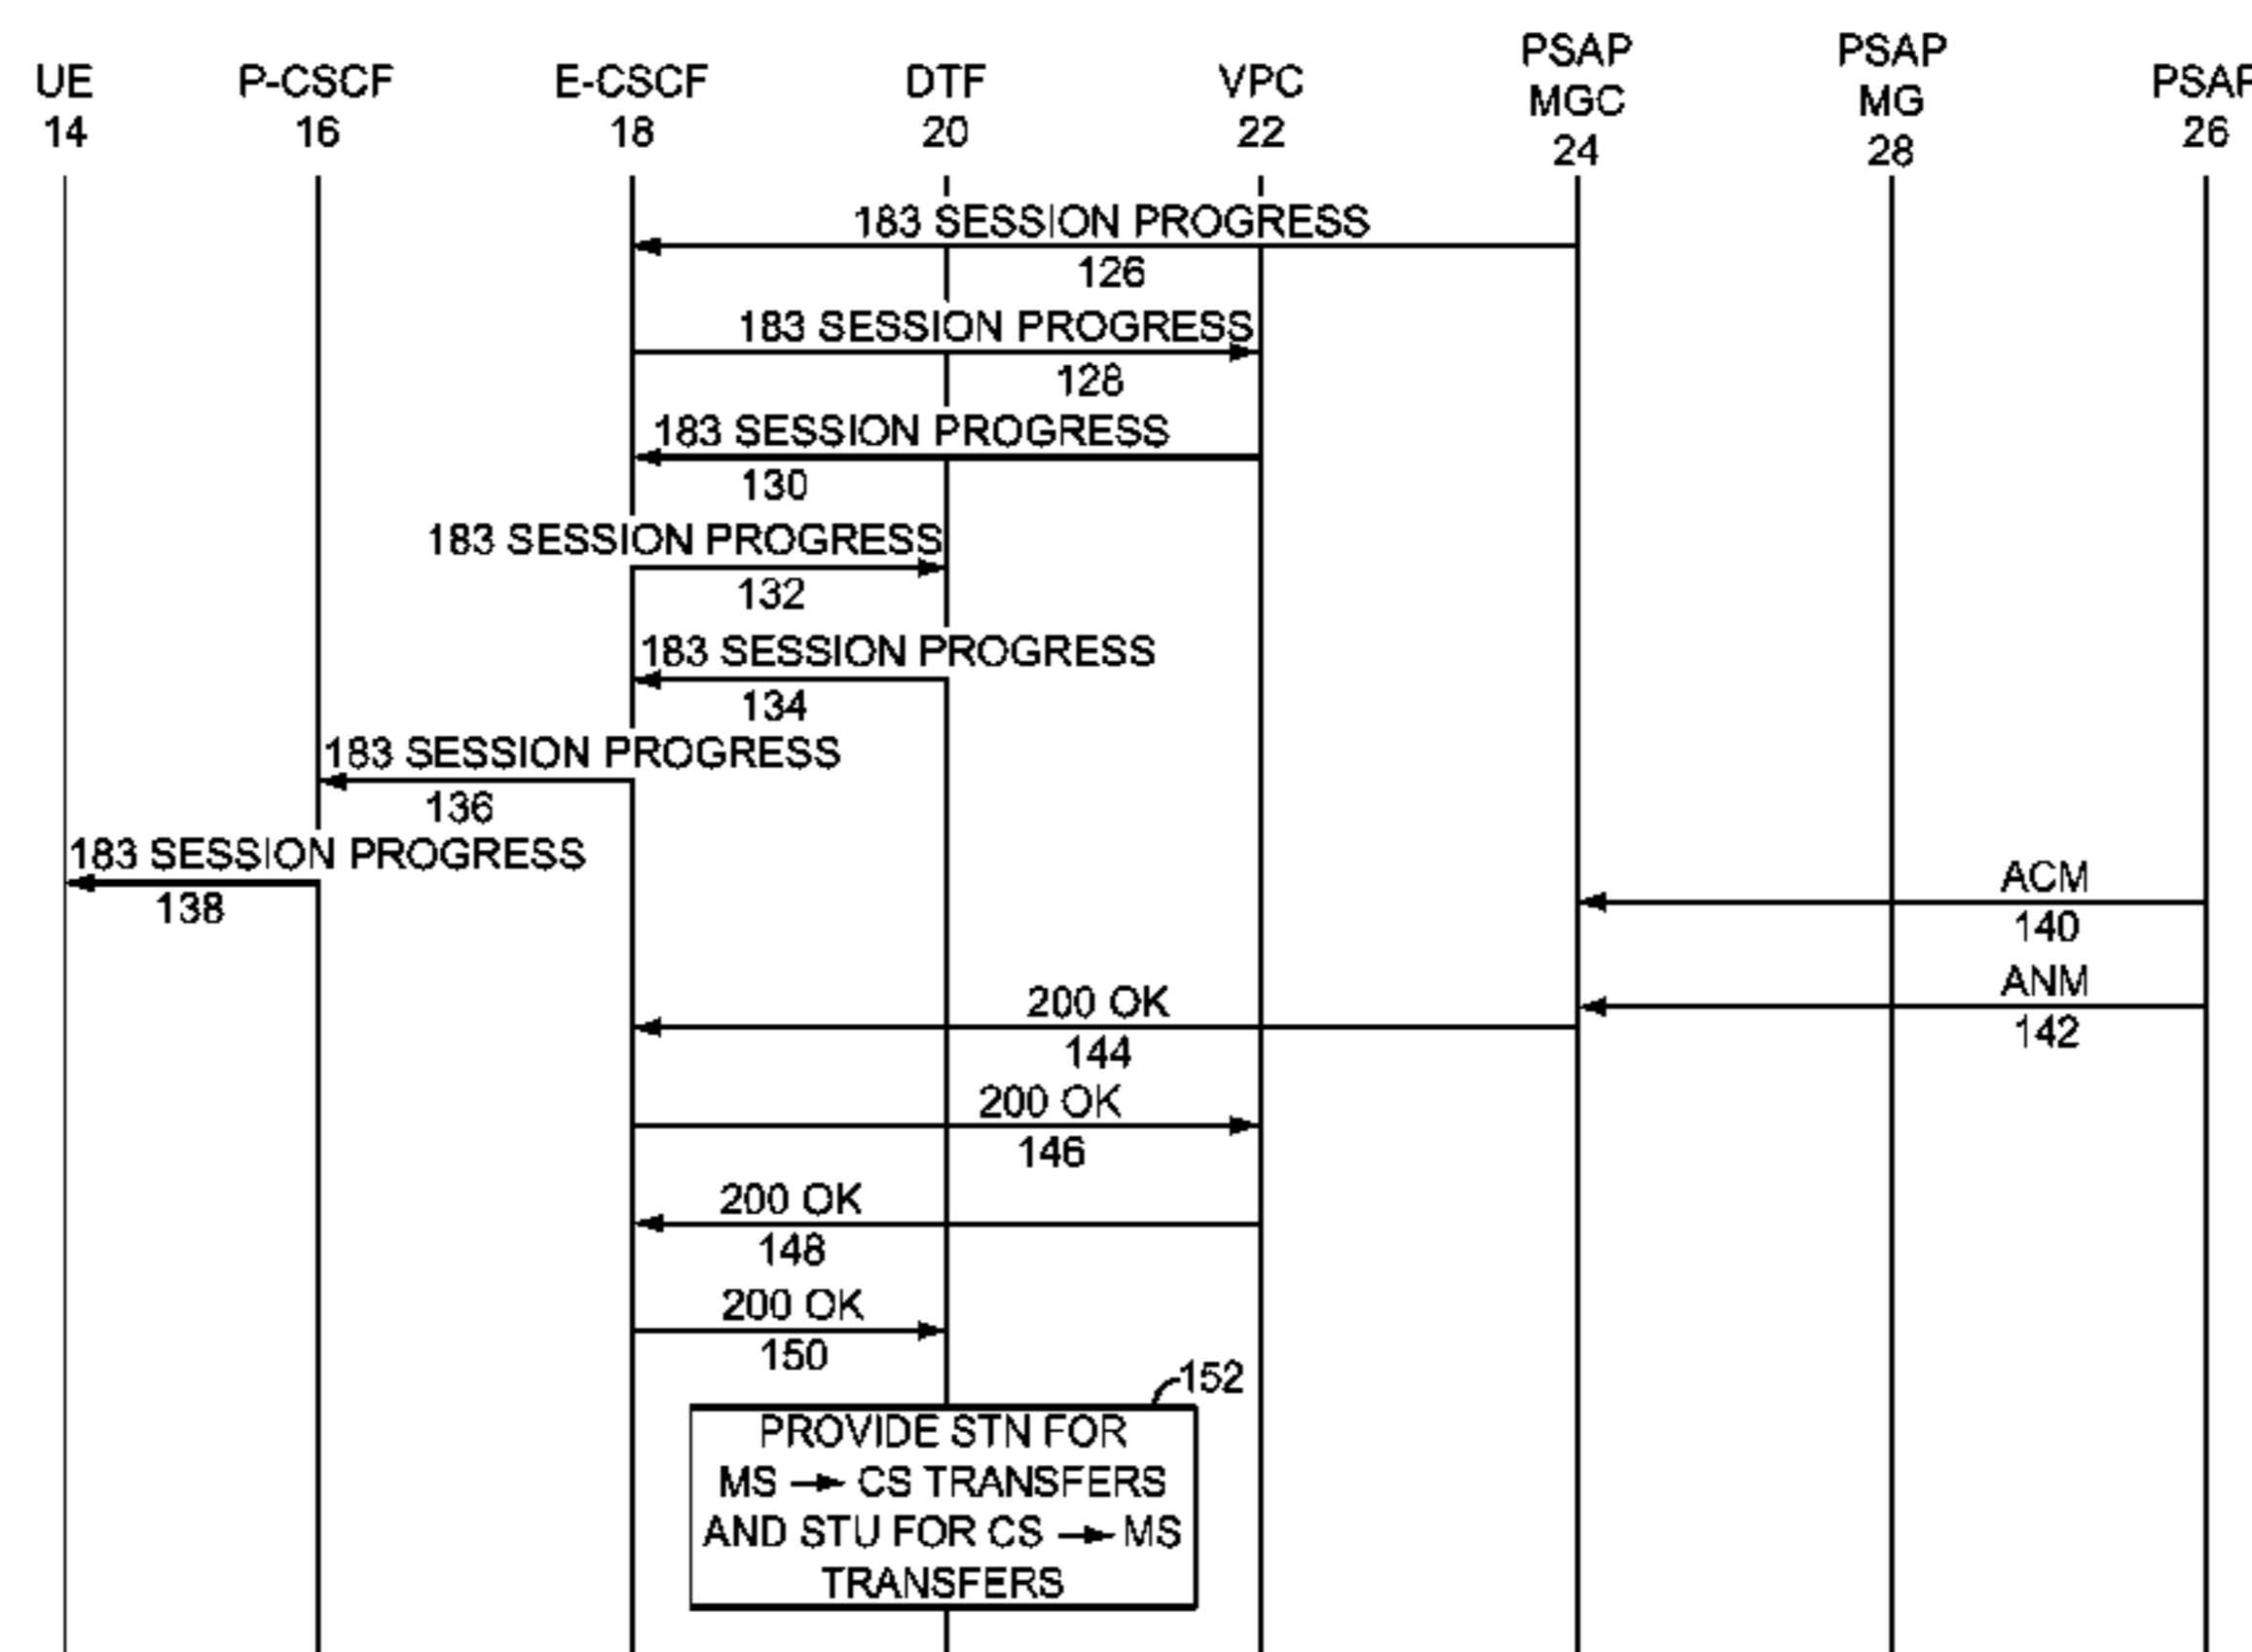 UE
14
P-CSCF
16
E-CSCF
18
DTF
20
VPC
22
PSAP
MGC
24
PSAP
MG
28
PSAP
26
183 SESSION PROGRESS
126
183 SESSION PROGRESS
128
183 SESSION PROGRESS
130
183 SESSION PROGRESS
132
183 SESSION PROGRESS
134
183 SESSION PROGRESS
136
183 SESSION PROGRESS
138
ACM
140
ANM
142
200 OK
144
200 OK
146
200 OK
148
200 OK
150
152
PROVIDE STN FOR
MS → CS TRANSFERS
AND STU FOR CS → MS
TRANSFERS